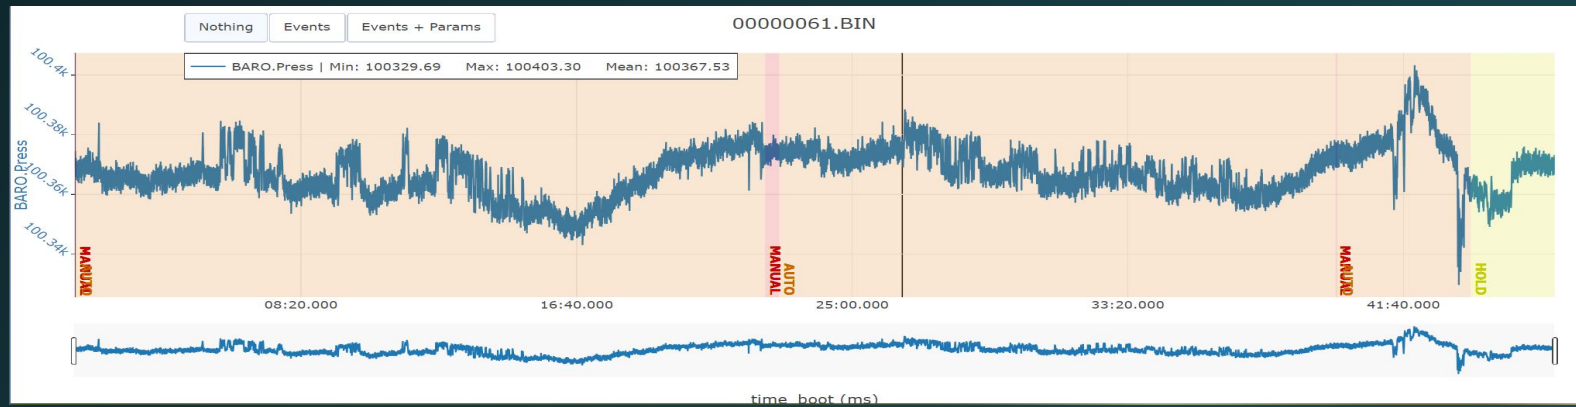 Nothing Events Events + Params 00000061.BIN
BARO.Press | Min: 100329.69 Max: 100403.30 Mean: 100367.53
100.4k
100.38k
100.36k
100.34k
BARO.Press
MANUAL
MANUAL AUTO
MANUAL
HOLD
08:20.000 16:40.000 25:00.000 33:20.000 41:40.000
time_boot (ms)